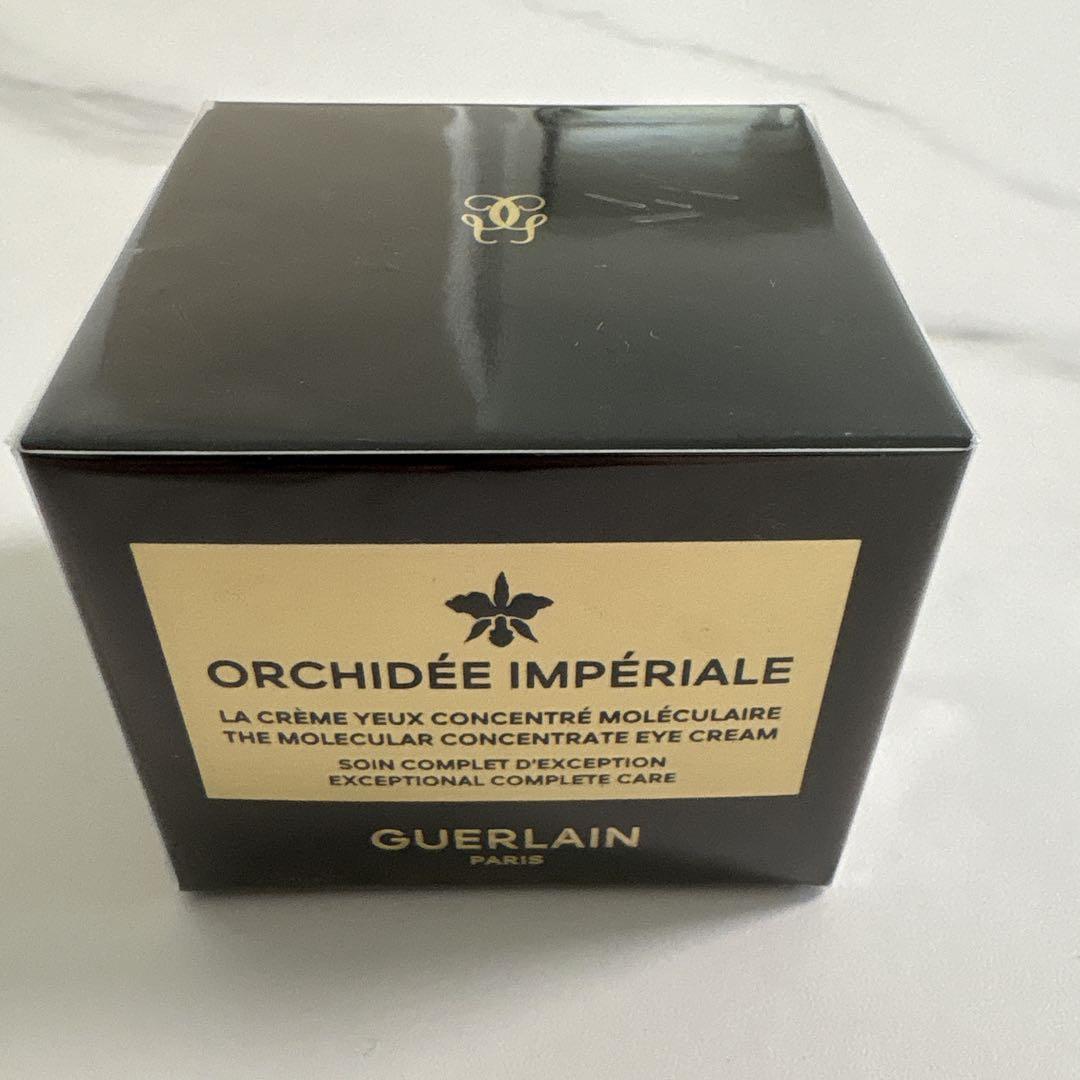 ORCHIDÉE IMPÉRIALE
LA CRÈME YEUX CONCENTRÉ MOLÉCULAIRE
THE MOLECULAR CONCENTRATE EYE CREAM
SOIN COMPLET D'EXCEPTION
EXCEPTIONAL COMPLETE CARE
GUERLAIN
PARIS